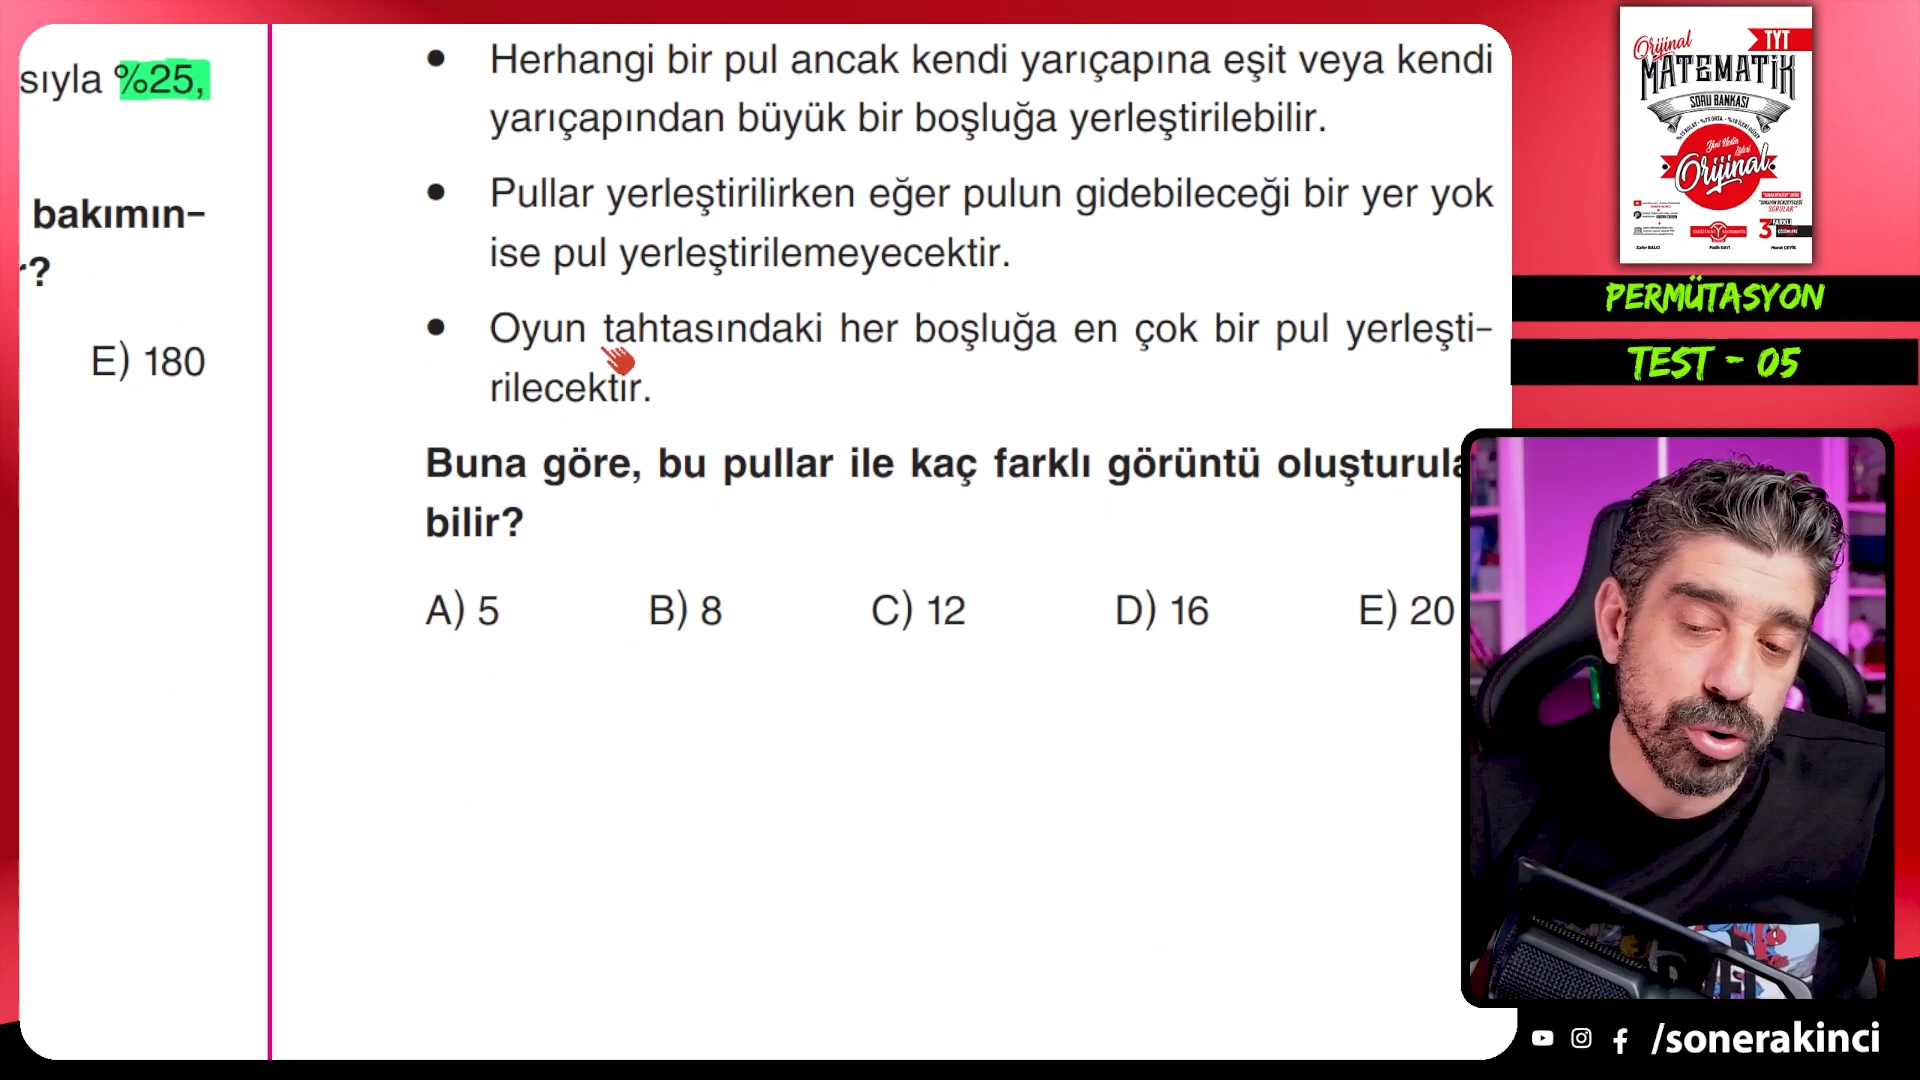 sıyla %25,
bakımın-
r?
E) 180
• Herhangi bir pul ancak kendi yarıçapına eşit veya kendi
yarıçapından büyük bir boşluğa yerleştirilebilir.
• Pullar yerleştirilirken eğer pulun gidebileceği bir yer yok
ise pul yerleştirilemeyecektir.
• Oyun tahtasındaki her boşluğa en çok bir pul yerleşti-
rilecektir.
Buna göre, bu pullar ile kaç farklı görüntü oluşturula
bilir?
A) 5 B) 8 C) 12 D) 16 E) 20
Orijinal
TYT
MATEMATİK
SORU BANKASI
Orijinal
PERMÜTASYON
TEST - 05
/sonerakinci